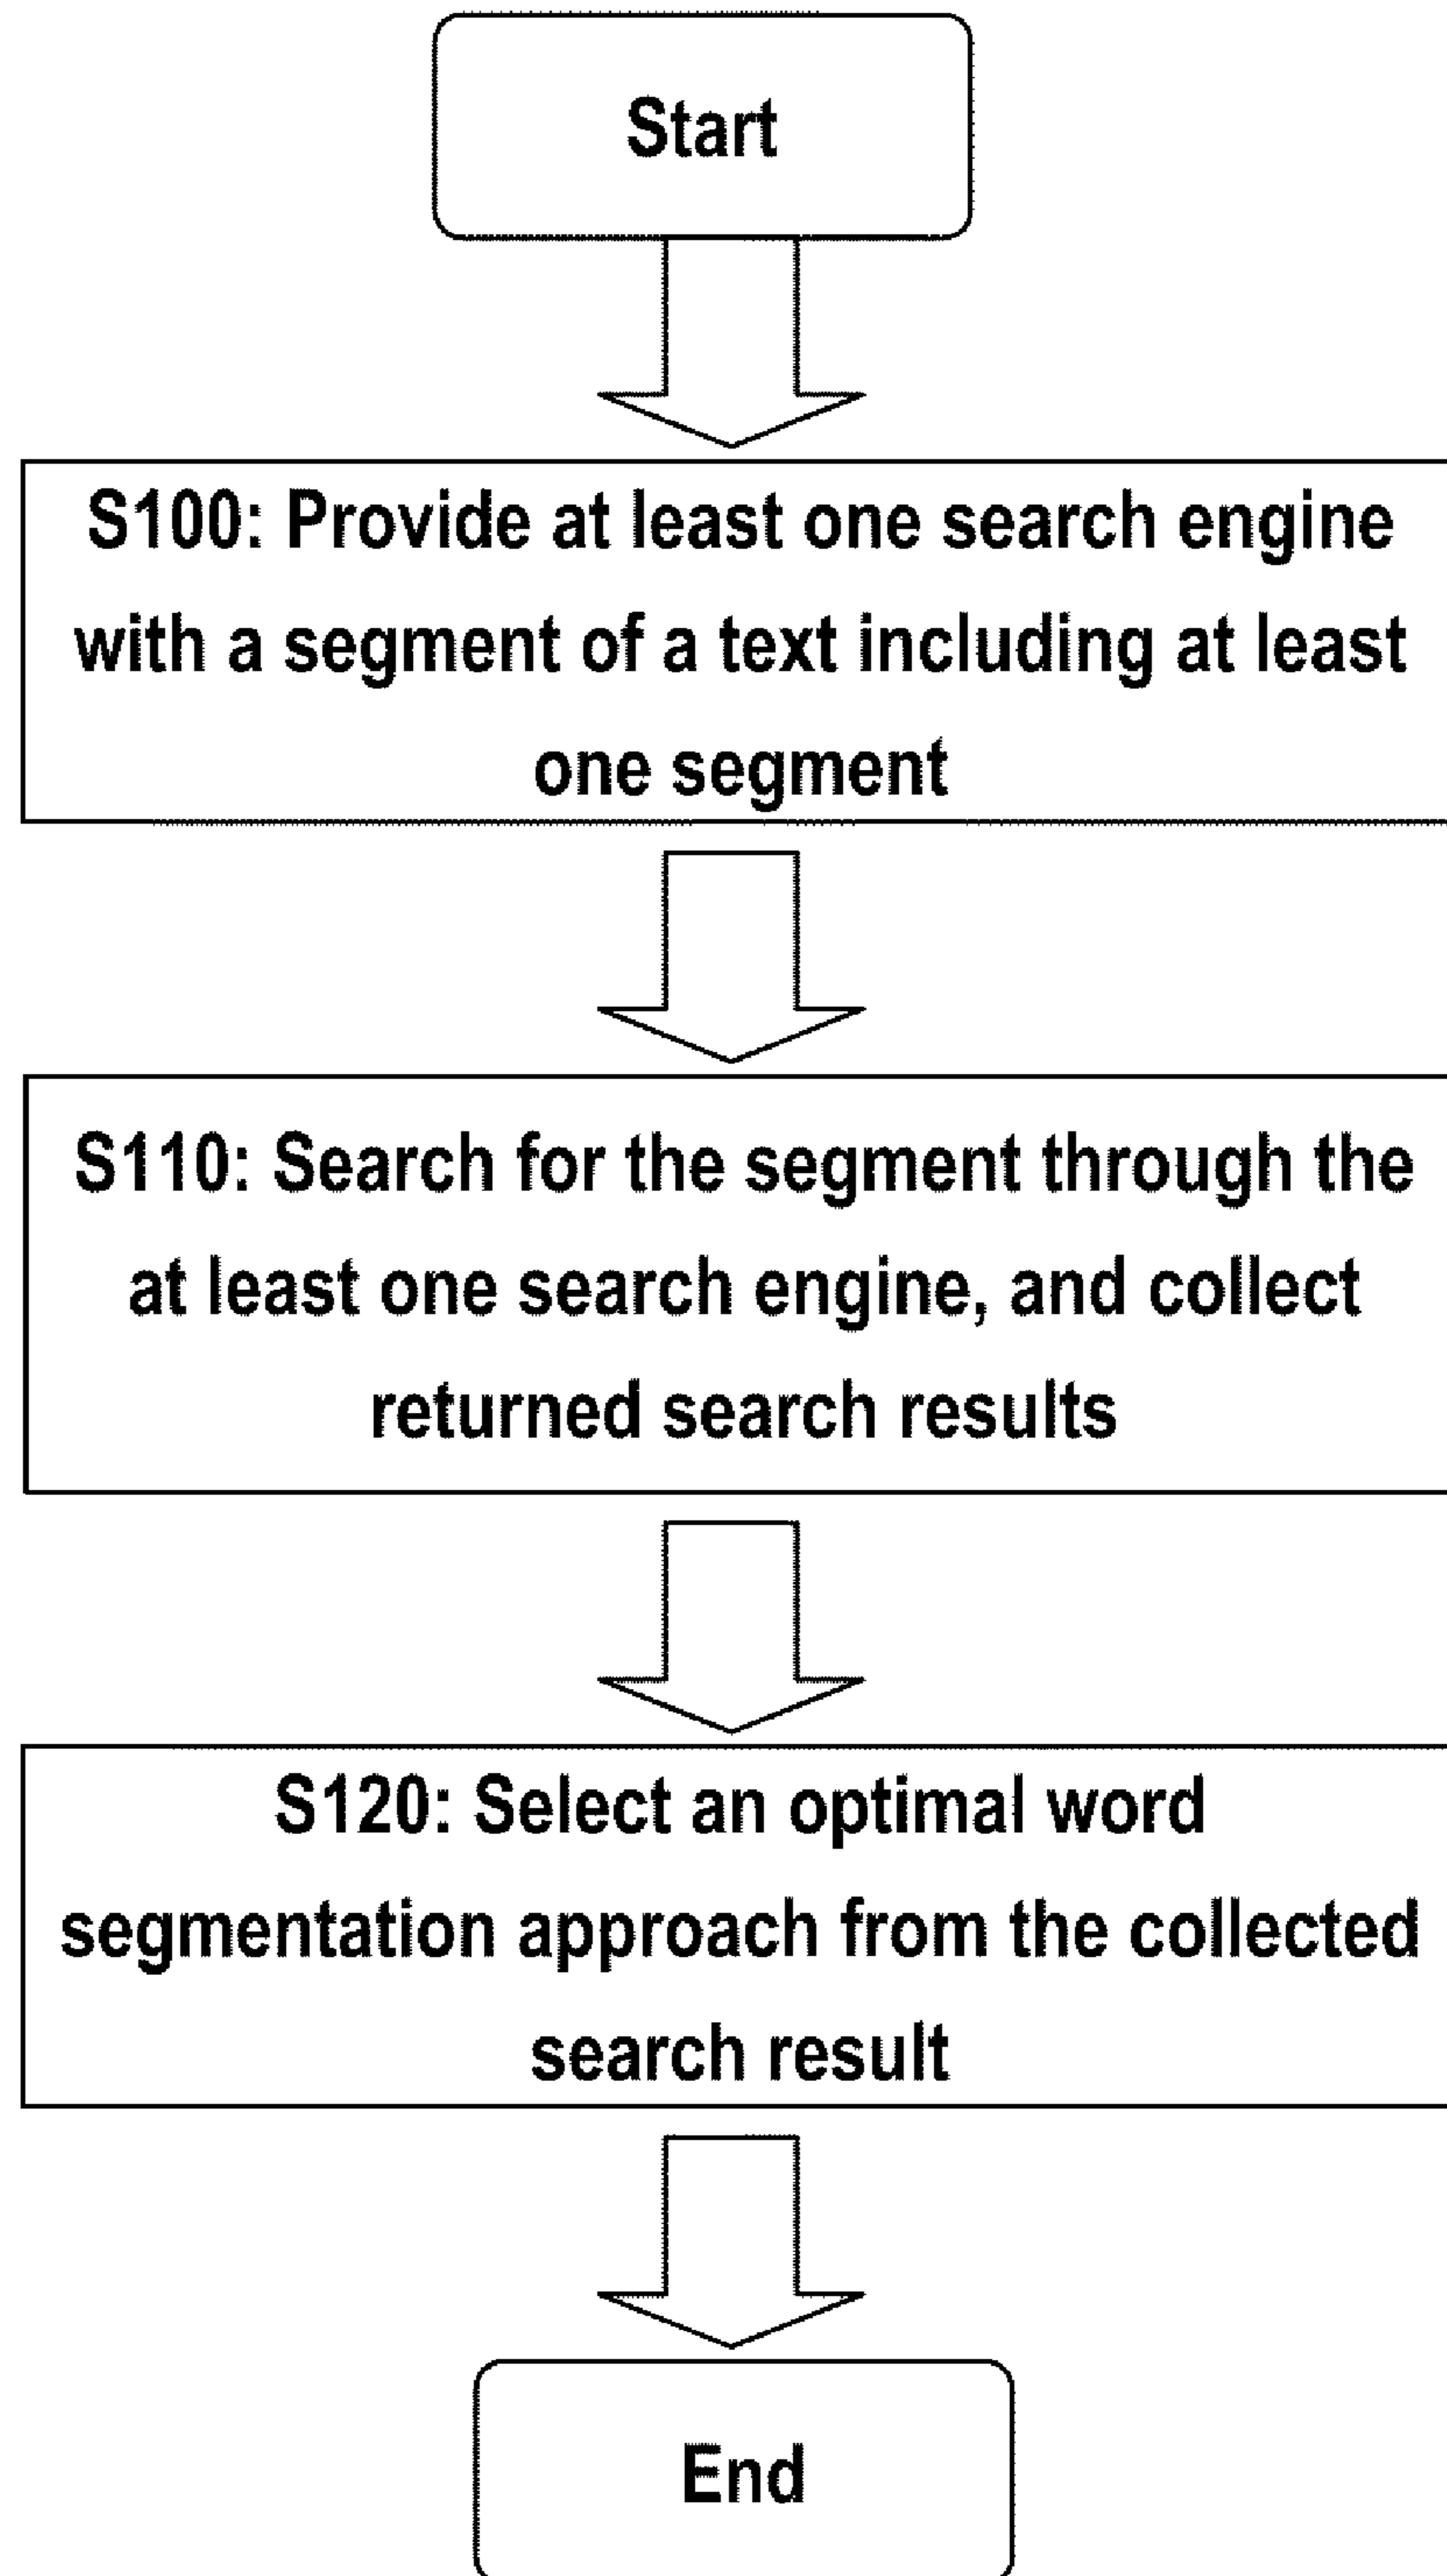 Start
S100: Provide at least one search engine
with a segment of a text including at least
one segment
S110: Search for the segment through the
at least one search engine, and collect
returned search results
S120: Select an optimal word
segmentation approach from the collected
search result
End